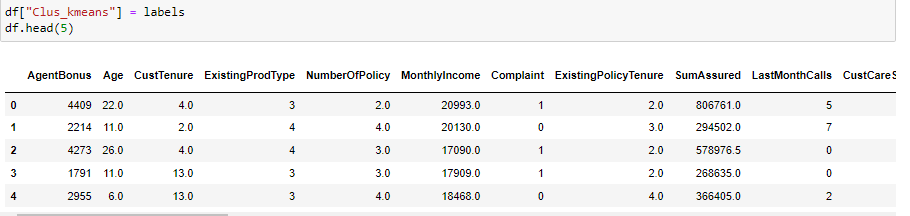 df["Clus_kmeans"] = labels
df.head(5)
AgentBonus Age CustTenure ExistingProdType NumberOfPolicy MonthlyIncome Complaint ExistingPolicyTenure SumAssured LastMonthCalls CustCareS
0 4409 22.0 4.0 3 2.0 20993.0 1 2.0 806761.0 5
1 2214 11.0 2.0 4 4.0 20130.0 0 3.0 294502.0 7
2 4273 26.0 4.0 4 3.0 17090.0 1 2.0 578976.5 0
3 1791 11.0 13.0 3 3.0 17909.0 1 2.0 268635.0 0
4 2955 6.0 13.0 3 4.0 18468.0 0 4.0 366405.0 2